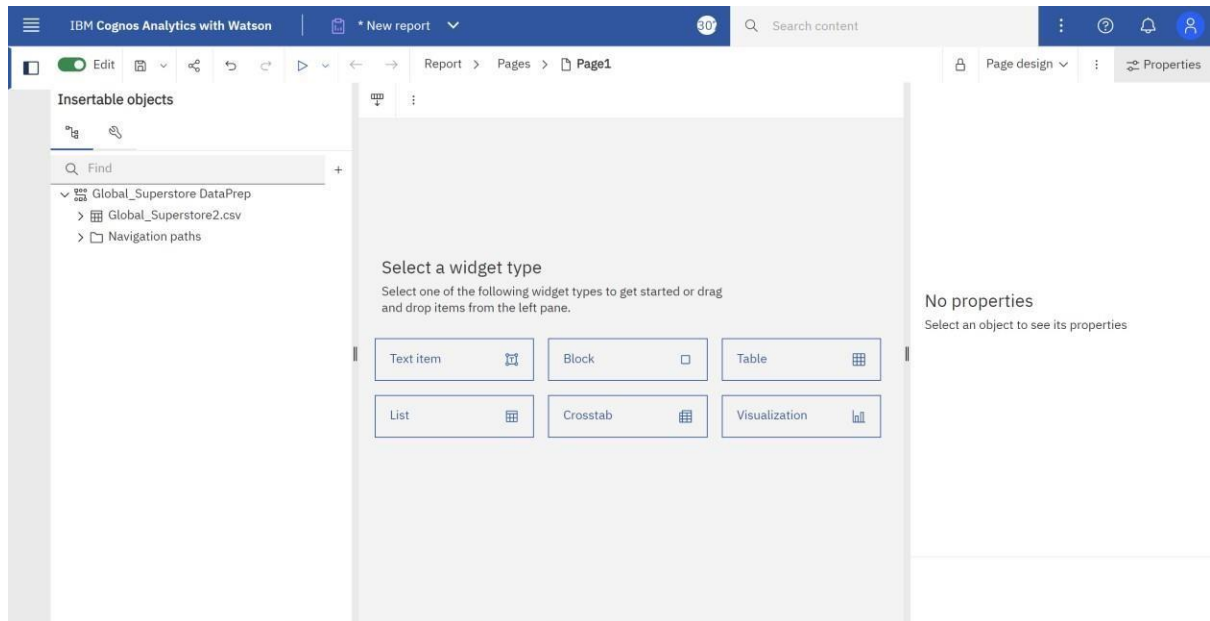 IBM Cognos Analytics with Watson
* New report
30
Search content
Edit
Report > Pages > Page1
Page design
Properties
Insertable objects
Find
+
Global_Superstore DataPrep
Global_Superstore2.csv
Navigation paths
Select a widget type
Select one of the following widget types to get started or drag
and drop items from the left pane.
Text item
Block
Table
List
Crosstab
Visualization
No properties
Select an object to see its properties